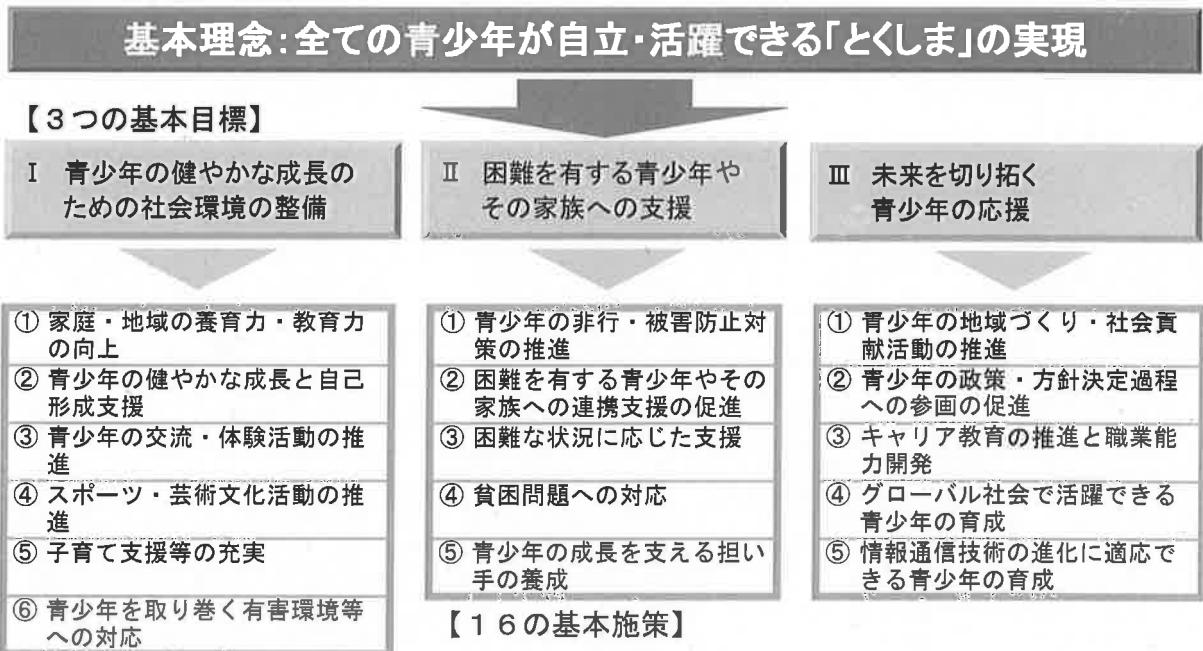 基本理念:全ての青少年が自立・活躍できる「とくしま」の実現
【3つの基本目標】
Ⅰ 青少年の健やかな成長の
ための社会環境の整備
① 家庭・地域の養育力・教育力
の向上
② 青少年の健やかな成長と自己
形成支援
③ 青少年の交流・体験活動の推
進
④ スポーツ・芸術文化活動の推
進
⑤ 子育て支援等の充実
⑥ 青少年を取り巻く有害環境等
への対応
Ⅱ 困難を有する青少年や
その家族への支援
① 青少年の非行・被害防止対
策の推進
② 困難を有する青少年やその
家族への連携支援の促進
③ 困難な状況に応じた支援
④ 貧困問題への対応
⑤ 青少年の成長を支える担い
手の養成
Ⅲ 未来を切り拓く
青少年の応援
① 青少年の地域づくり・社会貢
献活動の推進
② 青少年の政策・方針決定過程
への参画の促進
③ キャリア教育の推進と職業能
力開発
④ グローバル社会で活躍できる
青少年の育成
⑤ 情報通信技術の進化に適応で
きる青少年の育成
【16の基本施策】